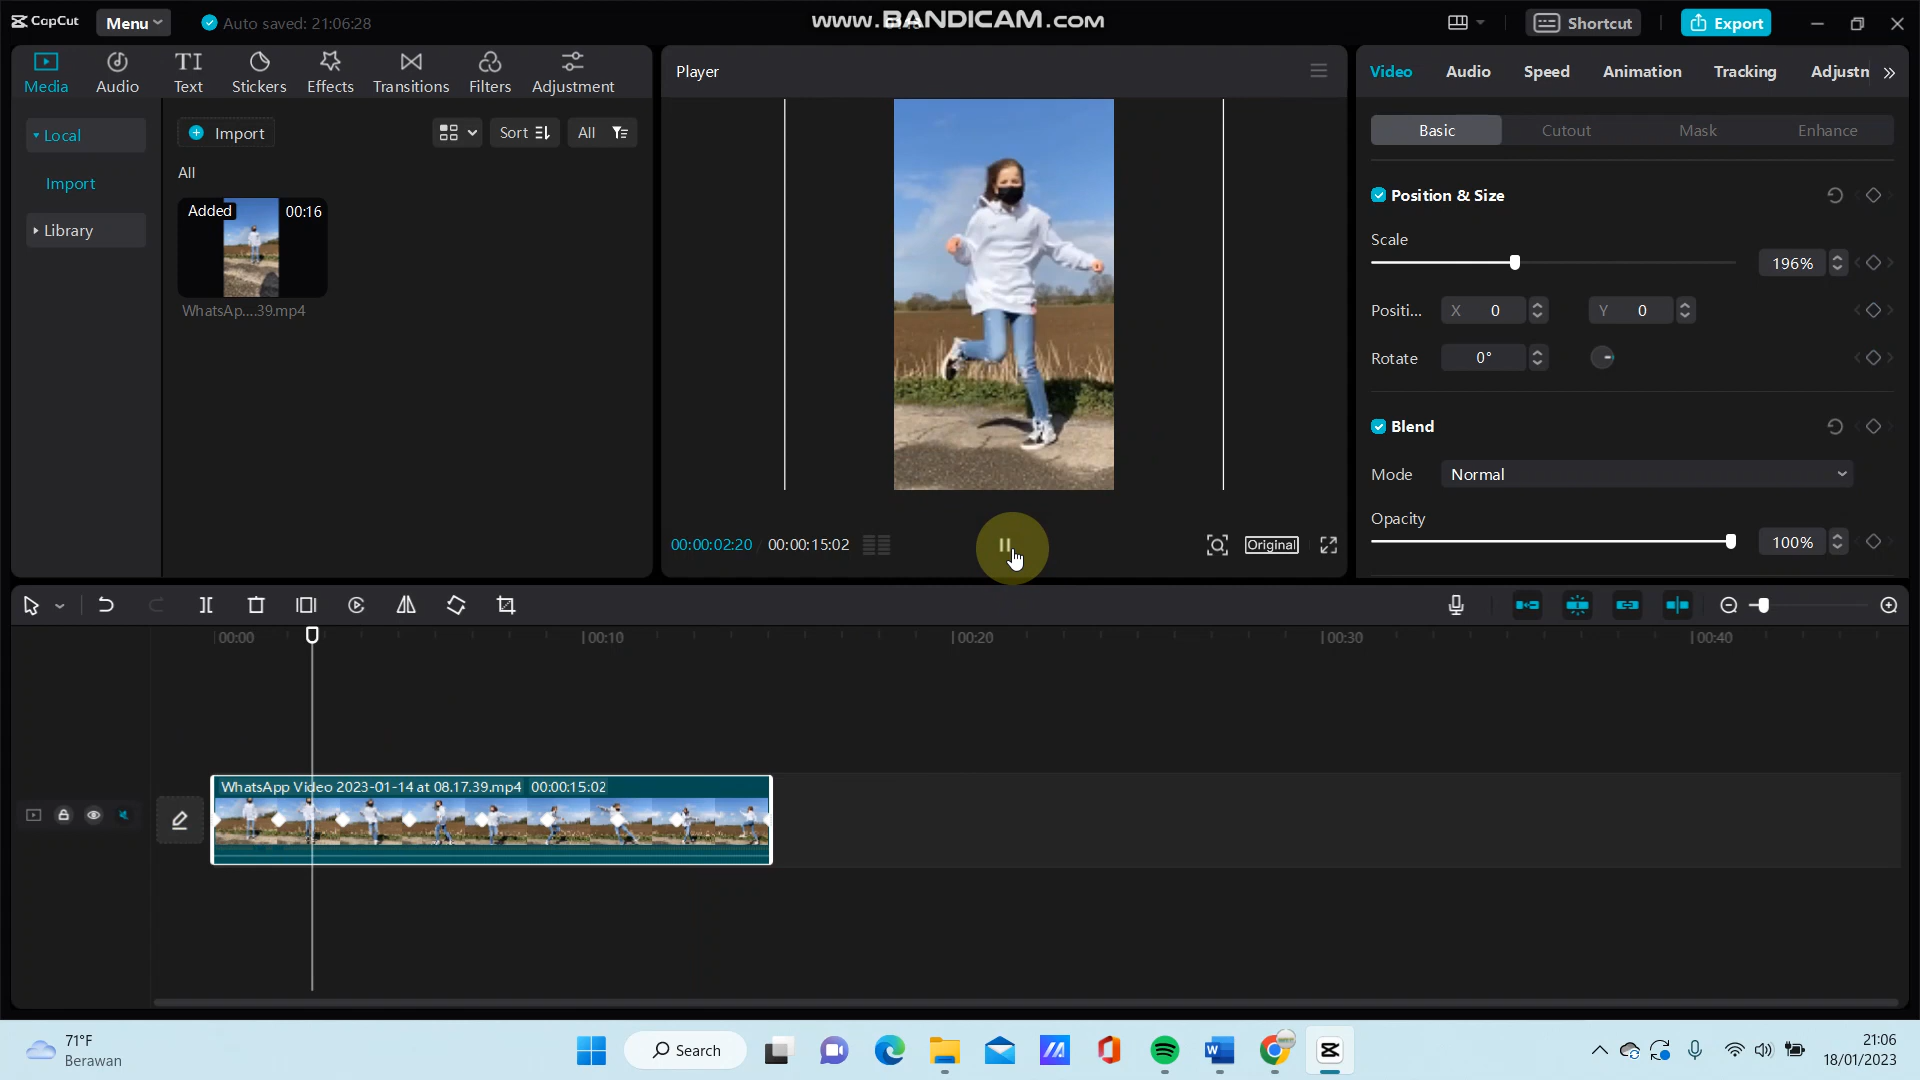 CapCut
Menu
Auto saved: 21:06:28
www.BANDICAM.com
Shortcut
Export
Media
Audio
Text
Stickers
Effects
Transitions
Filters
Adjustment
Local
Import
Library
Import
Sort
All
All
Added
00:16
WhatsAp....39.mp4
Player
00:00:02:20
00:00:15:02
Original
Video
Audio
Speed
Animation
Tracking
Adjustn
Basic
Cutout
Mask
Enhance
Position & Size
Scale
196%
Positi...
X 0
Y 0
Rotate
0°
Blend
Mode
Normal
Opacity
100%
00:00
00:10
00:20
00:30
00:40
WhatsApp Video 2023-01-14 at 08.17.39.mp4 00:00:15:02
71°F
Berawan
Search
21:06
18/01/2023